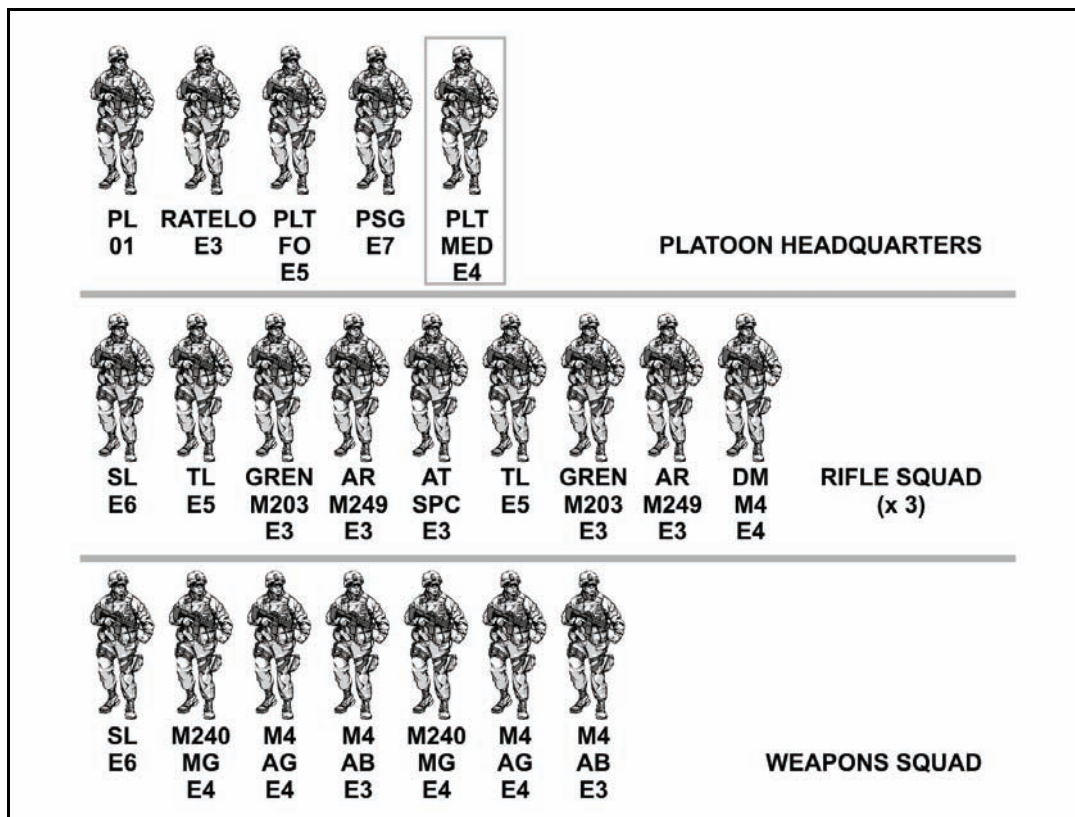 PL
01
RATELO
E3
PLT
FO
E5
PSG
E7
PLT
MED
E4
PLATOON HEADQUARTERS
SL
E6
TL
E5
GREN
M203
E3
AR
M249
E3
AT
SPC
E3
TL
E5
GREN
M203
E3
AR
M249
E3
DM
M4
E4
RIFLE SQUAD
(x 3)
SL
E6
M240
MG
E4
M4
AG
E4
M4
AB
E3
M240
MG
E4
M4
AG
E4
M4
AB
E3
WEAPONS SQUAD